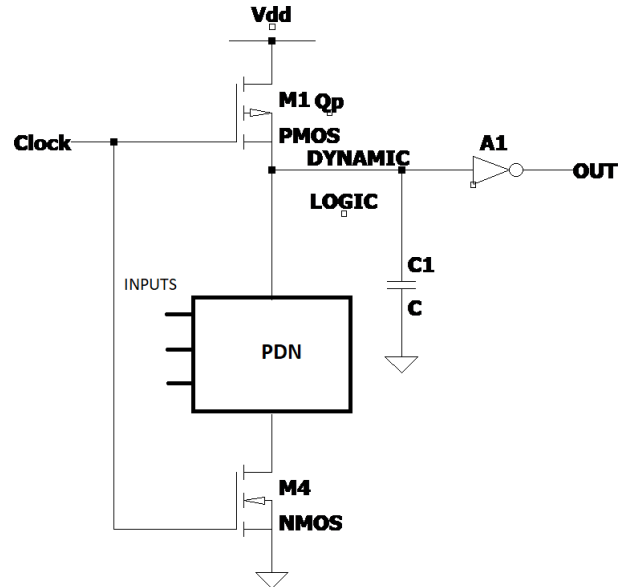 Vdd
M1 Qp
Clock
PMOS
DYNAMIC
A1
OUT
LOGIC
C1
INPUTS
C
PDN
M4
NMOS